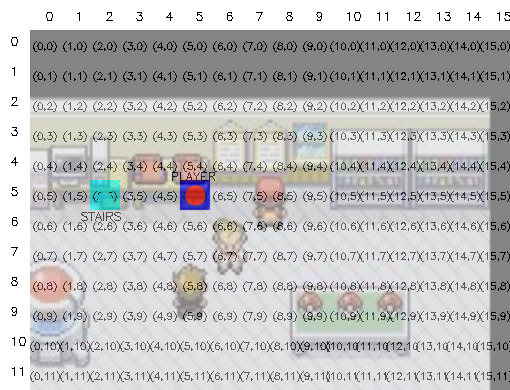 0 1 2 3 4 5 6 7 8 9 10 11 12 13 14 15
0 (0,0) (1,0) (2,0) (3,0) (4,0) (5,0) (6,0) (7,0) (8,0) (9,0) (10,0) (11,0) (12,0) (13,0) (14,0) (15,0)
1 (0,1) (1,1) (2,1) (3,1) (4,1) (5,1) (6,1) (7,1) (8,1) (9,1) (10,1) (11,1) (12,1) (13,1) (14,1) (15,1)
2 (0,2) (1,2) (2,2) (3,2) (4,2) (5,2) (6,2) (7,2) (8,2) (9,2) (10,2) (11,2) (12,2) (13,2) (14,2) (15,2)
3 (0,3) (1,3) (2,3) (3,3) (4,3) (5,3) (6,3) (7,3) (8,3) (9,3) (10,3) (11,3) (12,3) (13,3) (14,3) (15,3)
4 (0,4) (1,4) (2,4) (3,4) (4,4) (5,4) (6,4) (7,4) (8,4) (9,4) (10,4) (11,4) (12,4) (13,4) (14,4) (15,4)
PLAYER
5 (0,5) (1,5) (3,5) (4,5) (6,5) (7,5) (8,5) (9,5) (10,5) (11,5) (12,5) (13,5) (14,5) (15,5)
STAIRS
6 (0,6) (1,6) (2,6) (3,6) (4,6) (5,6) (6,6) (7,6) (8,6) (9,6) (10,6) (11,6) (12,6) (13,6) (14,6) (15,6)
7 (0,7) (1,7) (2,7) (3,7) (4,7) (5,7) (6,7) (7,7) (8,7) (9,7) (10,7) (11,7) (12,7) (13,7) (14,7) (15,7)
8 (0,8) (1,8) (2,8) (3,8) (4,8) (5,8) (6,8) (7,8) (8,8) (9,8) (10,8) (11,8) (12,8) (13,8) (14,8) (15,8)
9 (0,9) (1,9) (2,9) (3,9) (4,9) (5,9) (6,9) (7,9) (8,9) (9,9) (10,9) (11,9) (12,9) (13,9) (14,9) (15,9)
10 (0,10) (1,10) (2,10) (3,10) (4,10) (5,10) (6,10) (7,10) (8,10) (9,10) (10,10) (11,10) (12,10) (13,10) (14,10) (15,10
11 (0,11) (1,11) (2,11) (3,11) (4,11) (5,11) (6,11) (7,11) (8,11) (9,11) (10,11) (11,11) (12,11) (13,11) (14,11) (15,11